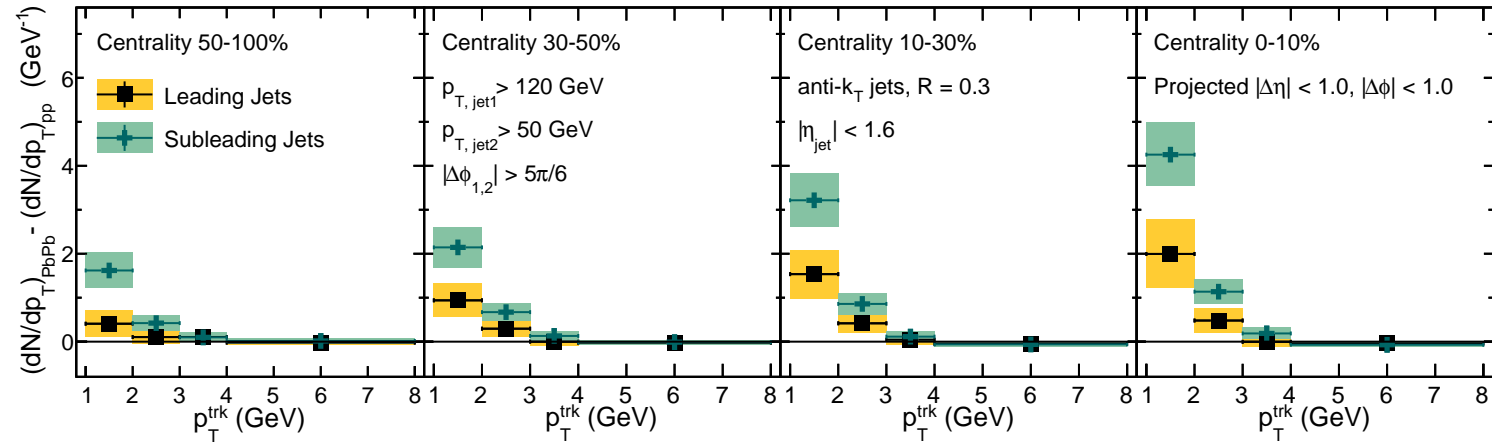 (dN/dp_T)_PbPb - (dN/dp_T)_pp (GeV⁻¹)
6
4
2
0
Centrality 50-100%
Leading Jets
Subleading Jets
1 2 3 4 5 6 7 8
p_T^trk (GeV)
Centrality 30-50%
p_T, jet1 > 120 GeV
p_T, jet2 > 50 GeV
|Δϕ_1,2| > 5π/6
1 2 3 4 5 6 7 8
p_T^trk (GeV)
Centrality 10-30%
anti-k_T jets, R = 0.3
|η_jet| < 1.6
1 2 3 4 5 6 7 8
p_T^trk (GeV)
Centrality 0-10%
Projected |Δη| < 1.0, |Δϕ| < 1.0
1 2 3 4 5 6 7 8
p_T^trk (GeV)